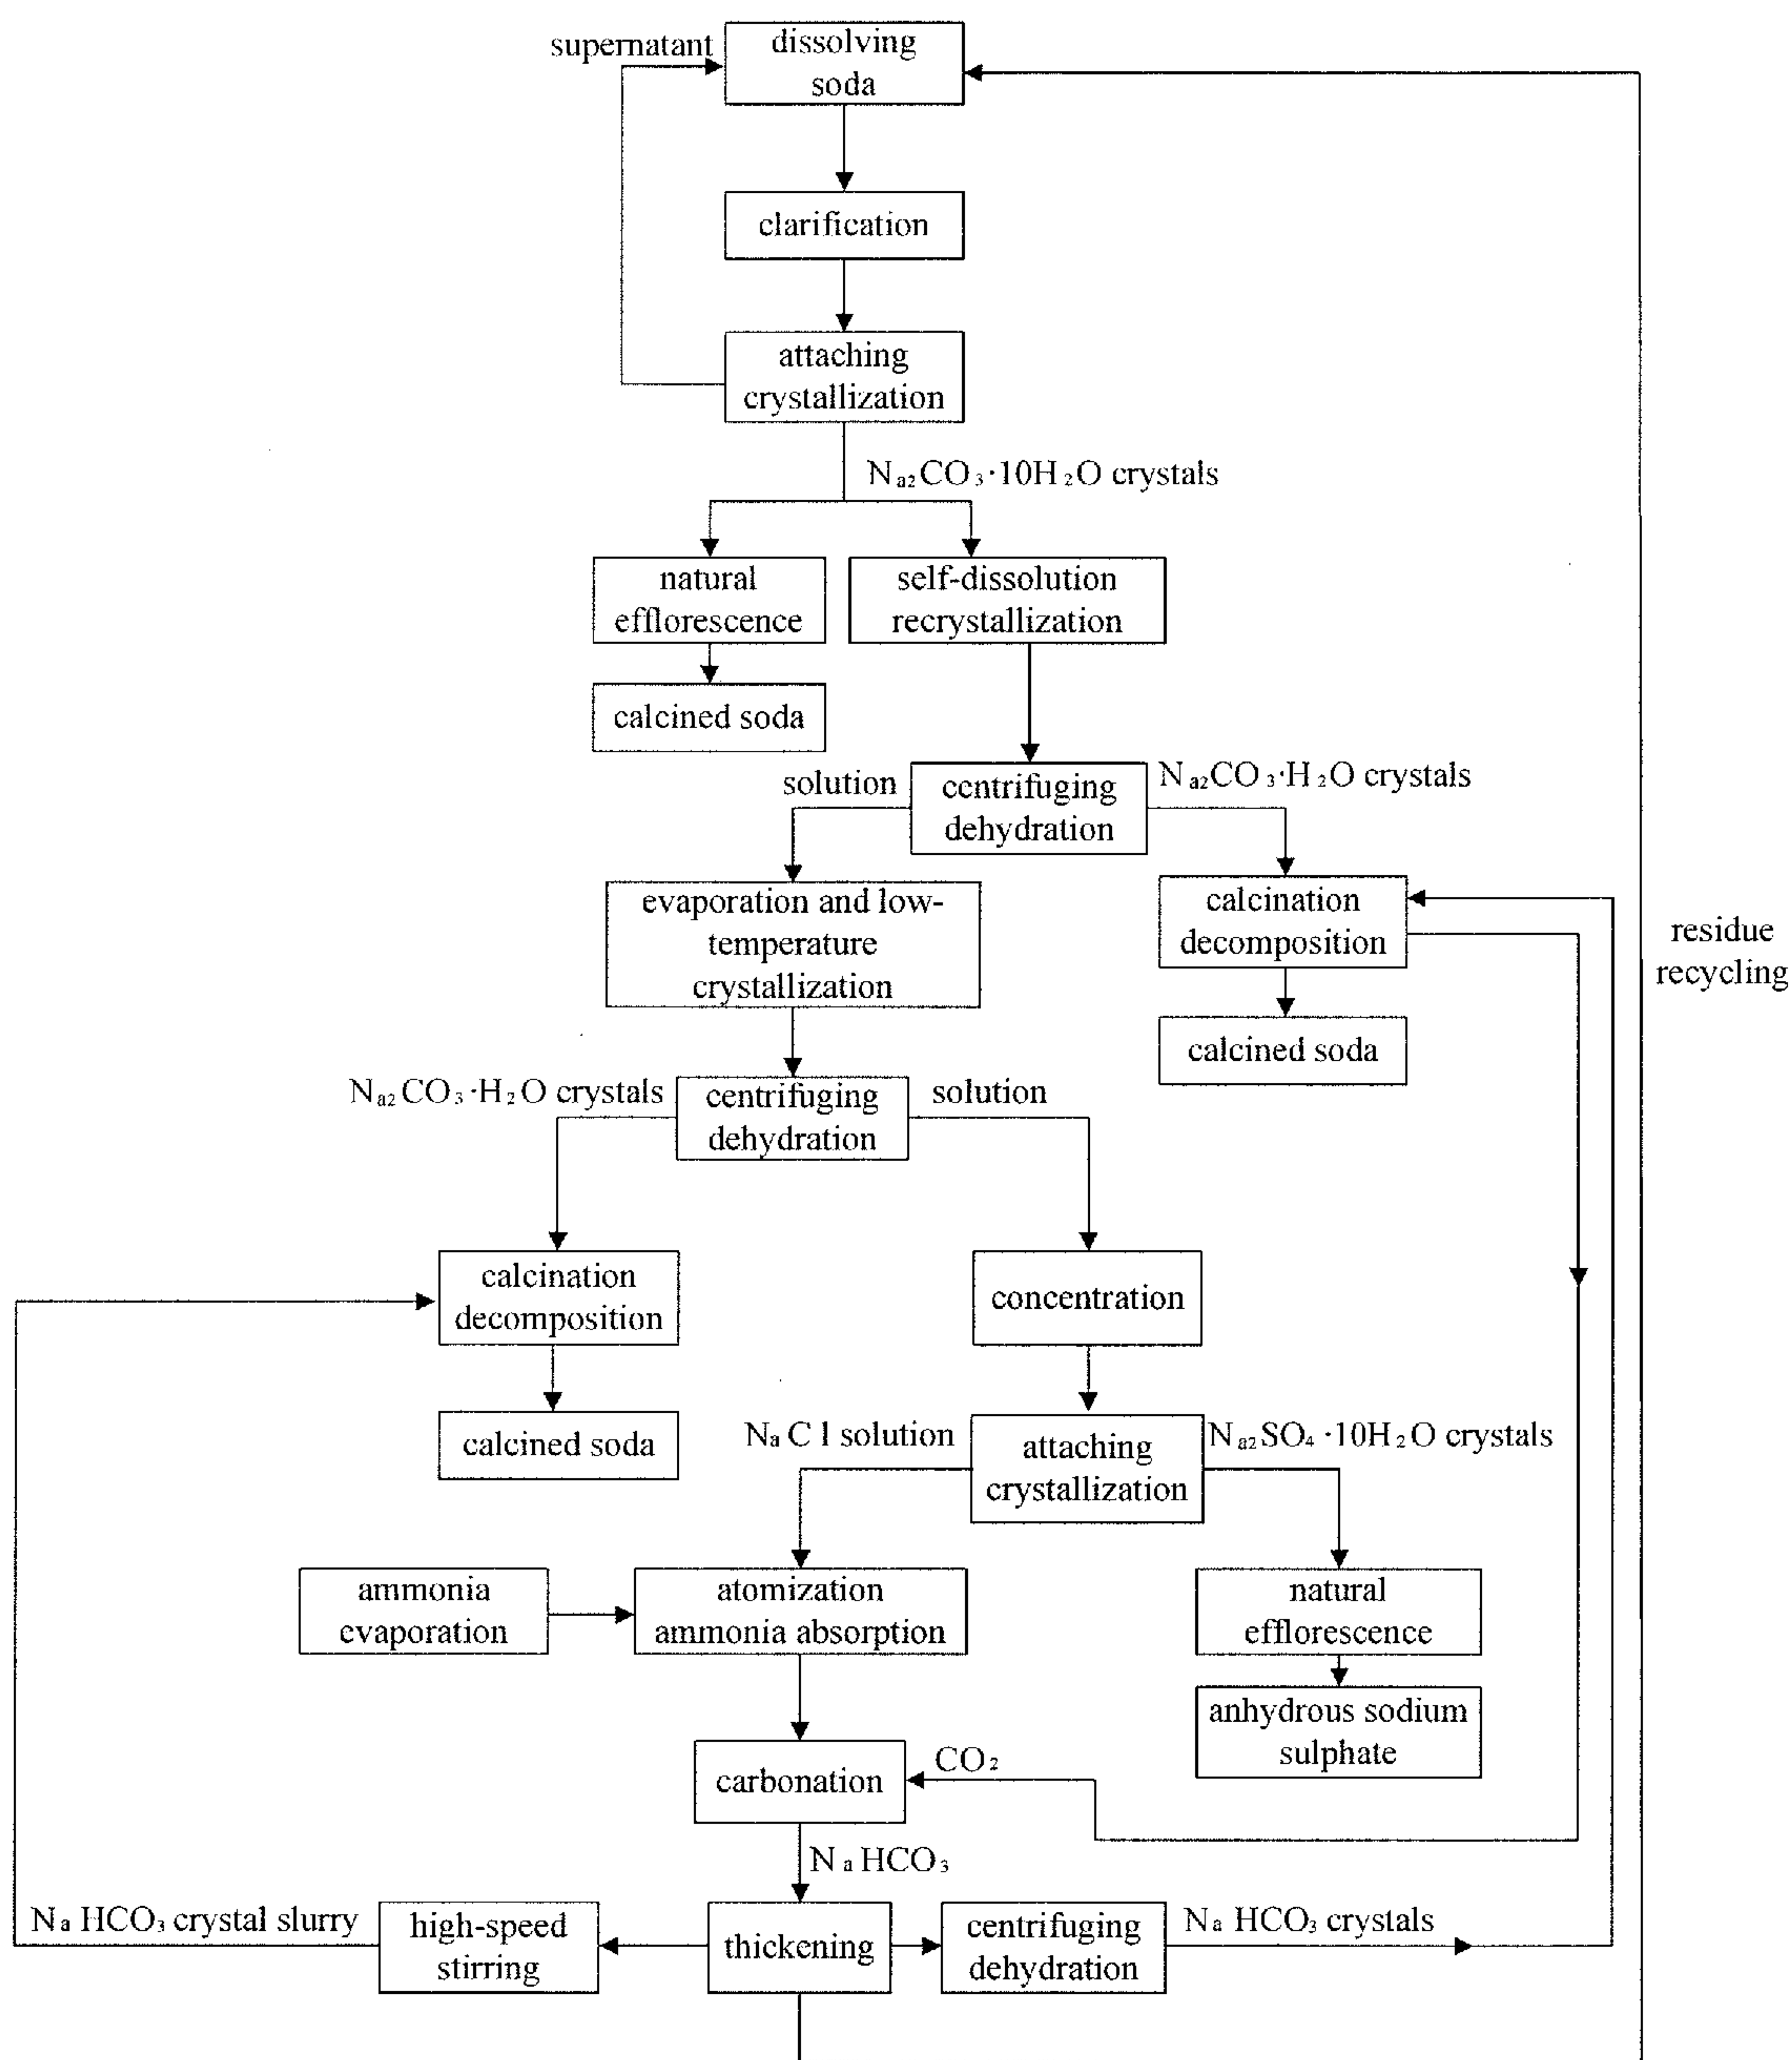 supernatant
dissolving
soda
clarification
attaching
crystallization
Na₂CO₃·10H₂O crystals
natural
efflorescence
self-dissolution
recrystallization
calcined soda
solution
centrifuging
dehydration
Na₂CO₃·H₂O crystals
evaporation and low-
temperature
crystallization
calcination
decomposition
residue
recycling
calcined soda
Na₂CO₃·H₂O crystals
centrifuging
dehydration
solution
calcination
decomposition
concentration
calcined soda
NaCl solution
attaching
crystallization
Na₂SO₄·10H₂O crystals
ammonia
evaporation
atomization
ammonia absorption
natural
efflorescence
anhydrous sodium
sulphate
carbonation
CO₂
NaHCO₃
NaHCO₃ crystal slurry
high-speed
stirring
thickening
centrifuging
dehydration
NaHCO₃ crystals